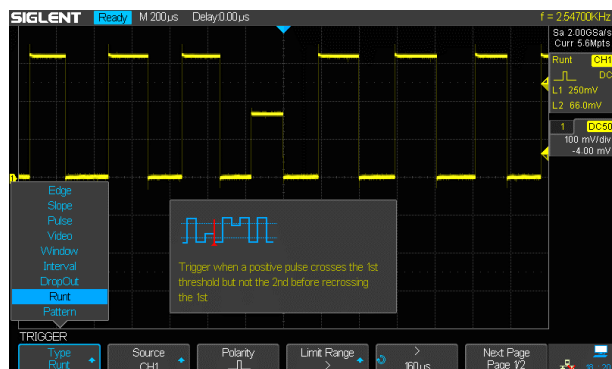 SIGLENT Ready M 200µs Delay:0.00µs f = 2.54700KHz
Sa 2.00GSa/s
Curr 5.6Mpts
Runt CH1
DC
L1 250mV
L2 66.0mV
1 DC50
100 mV/div
-4.00 mV
1
Edge
Slope
Pulse
Video
Window
Interval
DropOut
Runt
Pattern
Trigger when a positive pulse crosses the 1st
threshold but not the 2nd before recrossing
the 1st
TRIGGER
Type
Runt
Source
CH1
Polarity
Limit Range
>
>
160µs
Next Page
Page 1/2